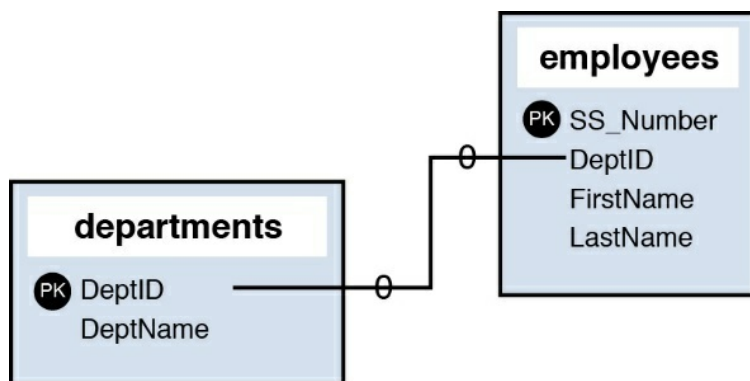 employees
PK SS_Number
DeptID
FirstName
LastName
departments
PK DeptID
DeptName